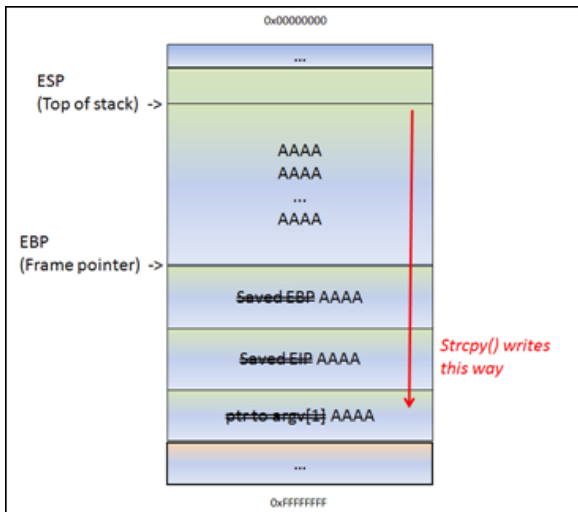 0x00000000
...
ESP
(Top of stack) ->
AAAA
AAAA
...
AAAA
EBP
(Frame pointer) ->
Saved EBP AAAA
Saved EIP AAAA
Strcpy() writes
this way
ptr to argv[1] AAAA
...
0xFFFFFFFF